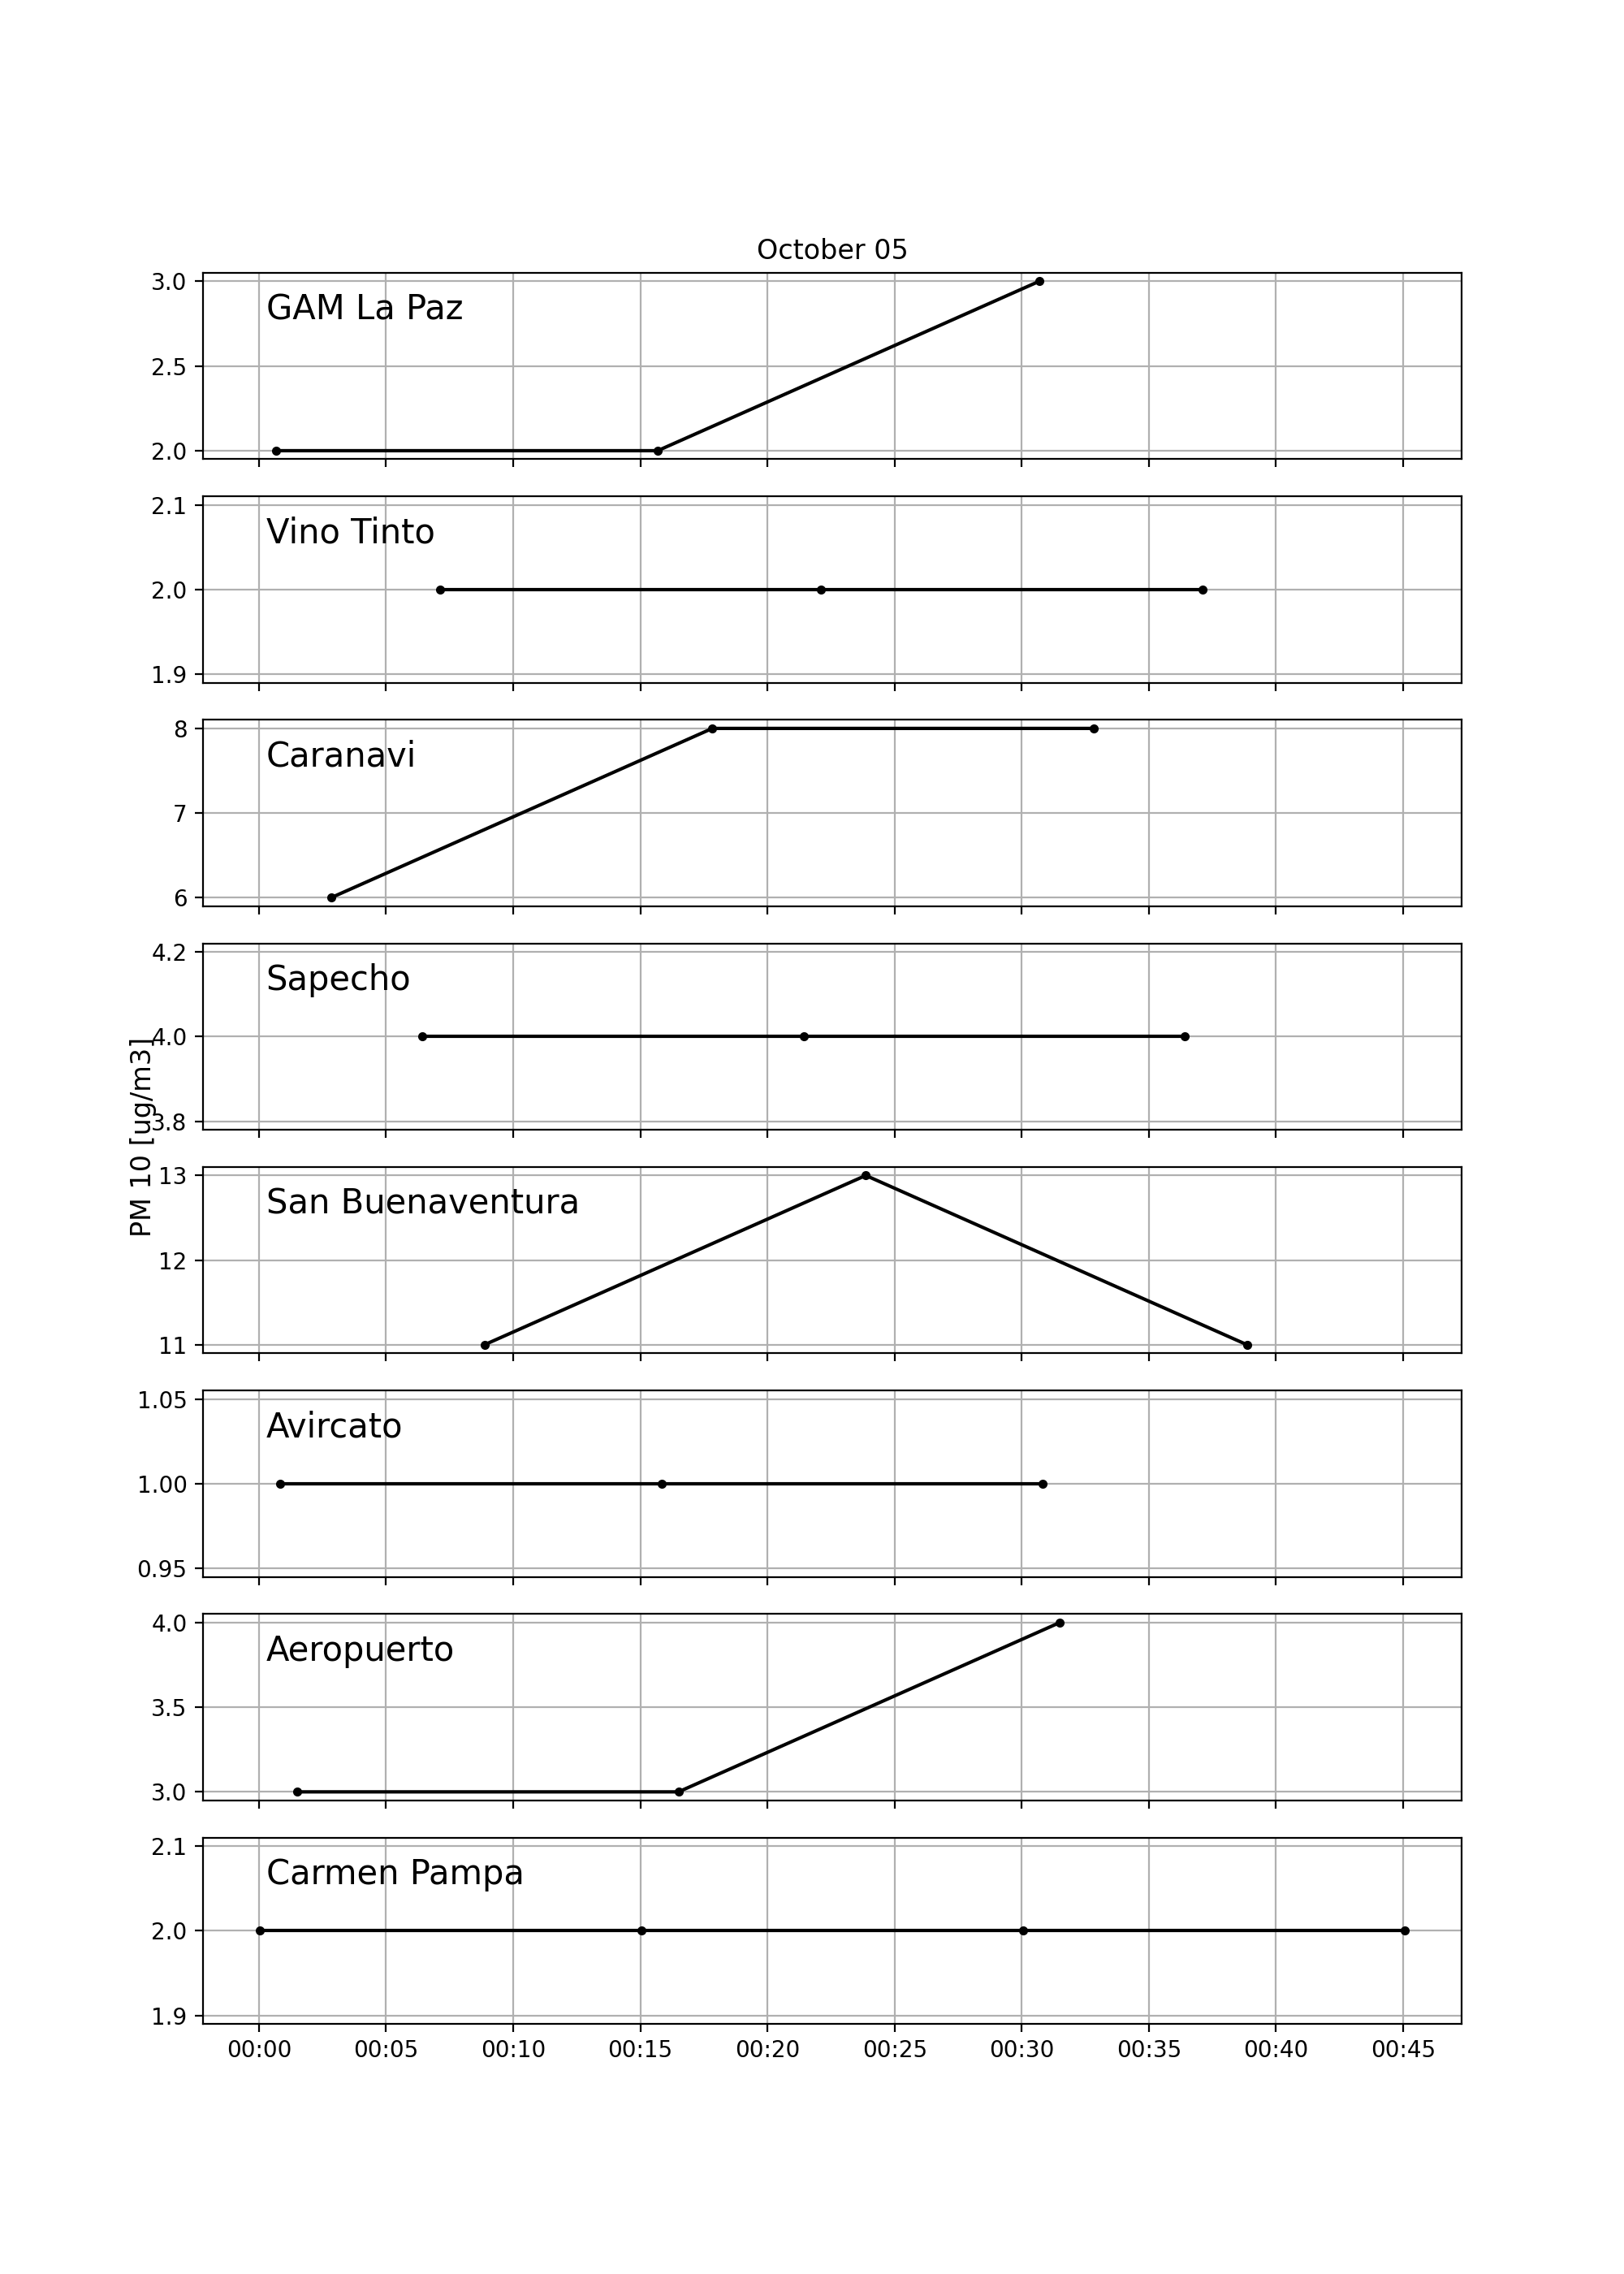 October 05
3.0
GAM La Paz
2.5
2.0
2.1
Vino Tinto
2.0
1.9
8
Caranavi
7
6
4.2
Sapecho
4.0
3.8
PM 10 [ug/m3]
13
San Buenaventura
12
11
1.05
Avircato
1.00
0.95
4.0
Aeropuerto
3.5
3.0
2.1
Carmen Pampa
2.0
1.9
00:00 00:05 00:10 00:15 00:20 00:25 00:30 00:35 00:40 00:45